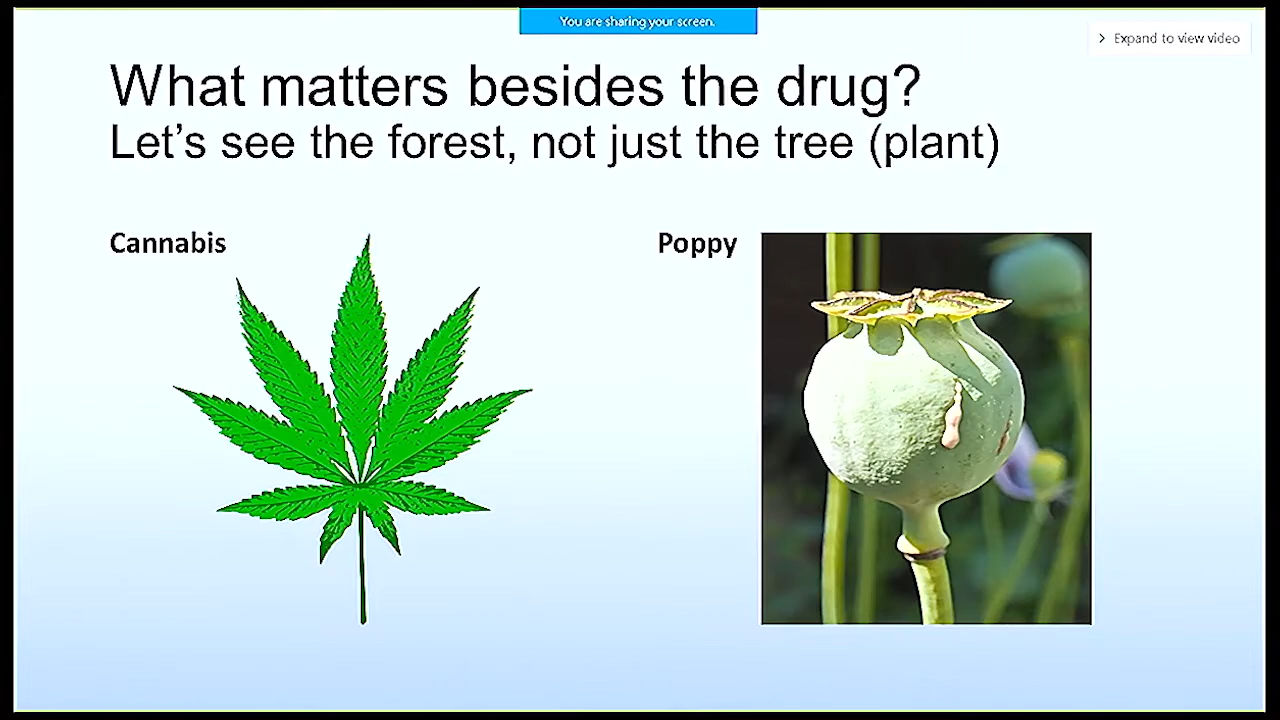 You are sharing your screen.
Expand to view video
What matters besides the drug?
Let’s see the forest, not just the tree (plant)
Cannabis
Poppy